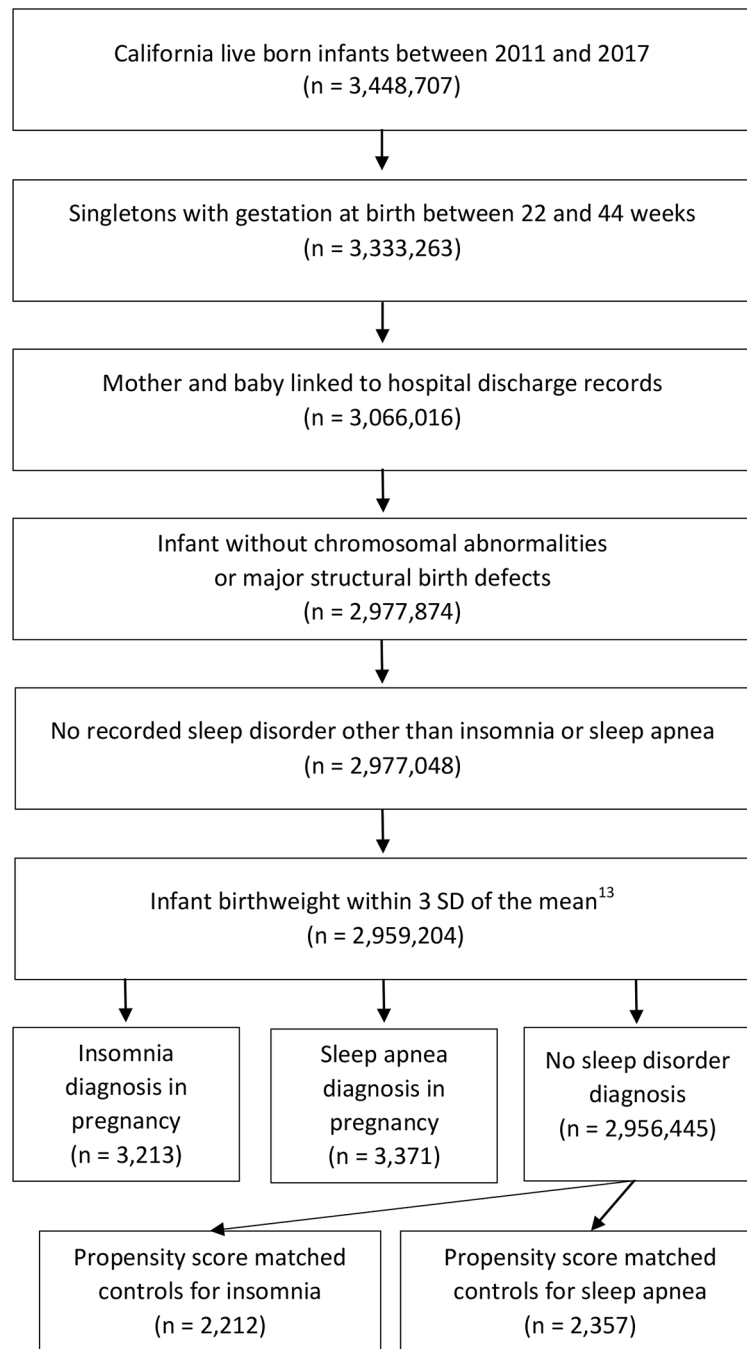 California live born infants between 2011 and 2017
(n = 3,448,707)
Singletons with gestation at birth between 22 and 44 weeks
(n = 3,333,263)
Mother and baby linked to hospital discharge records
(n = 3,066,016)
Infant without chromosomal abnormalities
or major structural birth defects
(n = 2,977,874)
No recorded sleep disorder other than insomnia or sleep apnea
(n = 2,977,048)
Infant birthweight within 3 SD of the mean¹³
(n = 2,959,204)
Insomnia
diagnosis in
pregnancy
(n = 3,213)
Sleep apnea
diagnosis in
pregnancy
(n = 3,371)
No sleep disorder
diagnosis
(n = 2,956,445)
Propensity score matched
controls for insomnia
(n = 2,212)
Propensity score matched
controls for sleep apnea
(n = 2,357)